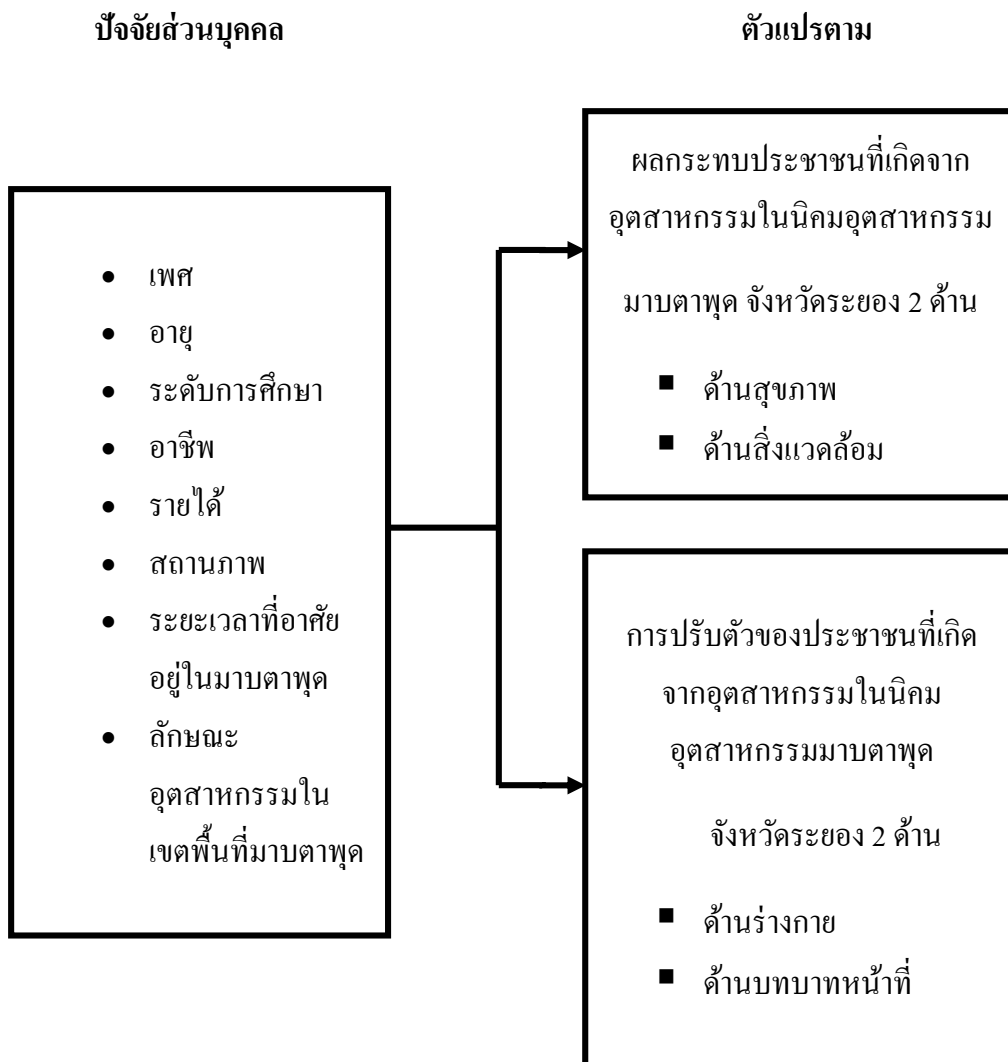 ปัจจัยส่วนบุคคล
ตัวแปรตาม
• เพศ
• อายุ
• ระดับการศึกษา
• อาชีพ
• รายได้
• สถานภาพ
• ระยะเวลาที่อาศัย
อยู่ในมาบตาพุด
• ลักษณะ
อุตสาหกรรมใน
เขตพื้นที่มาบตาพุด
ผลกระทบประชาชนที่เกิดจาก
อุตสาหกรรมในนิคมอุตสาหกรรม
มาบตาพุด จังหวัดระยอง 2 ด้าน
■ ด้านสุขภาพ
■ ด้านสิ่งแวดล้อม
การปรับตัวของประชาชนที่เกิด
จากอุตสาหกรรมในนิคม
อุตสาหกรรมมาบตาพุด
จังหวัดระยอง 2 ด้าน
■ ด้านร่างกาย
■ ด้านบทบาทหน้าที่